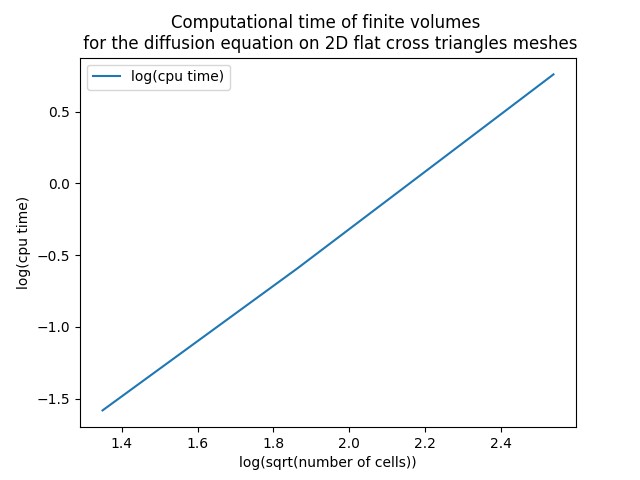 Computational time of finite volumes
for the diffusion equation on 2D flat cross triangles meshes
log(cpu time)
0.5
0.0
−0.5
−1.0
−1.5
log(cpu time)
1.4 1.6 1.8 2.0 2.2 2.4
log(sqrt(number of cells))